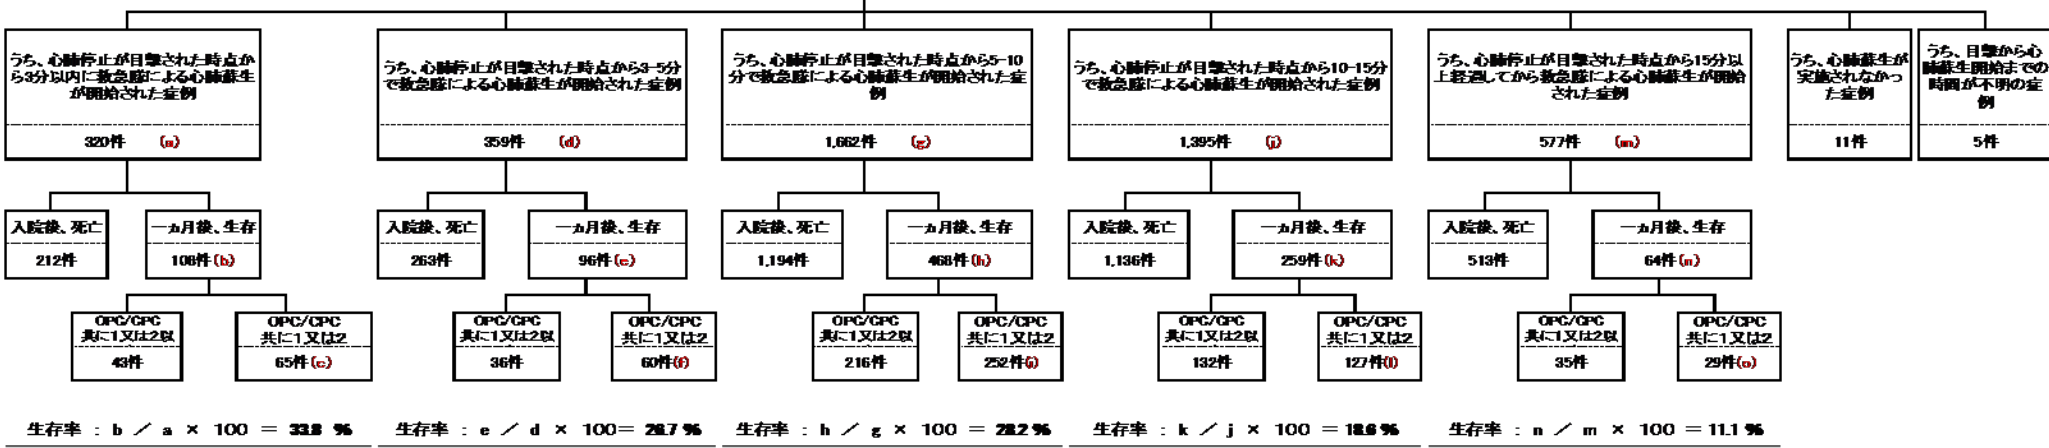 うち、心肺停止が目撃された時点か
ら3分以内に救急隊による心肺蘇生
が開始された症例
320件 (a)
うち、心肺停止が目撃された時点から3-5分
で救急隊による心肺蘇生が開始された症例
359件 (d)
うち、心肺停止が目撃された時点から5-10
分で救急隊による心肺蘇生が開始された症
例
1,662件 (g)
うち、心肺停止が目撃された時点から10-15分
で救急隊による心肺蘇生が開始された症例
1,395件 (j)
うち、心肺停止が目撃された時点から15分以
上経過してから救急隊による心肺蘇生が開始
された症例
577件 (m)
うち、心肺蘇生が
実施されなかっ
た症例
11件
うち、目撃から心
肺蘇生開始までの
時間が不明の症
例
5件
入院後、死亡
212件
一ヵ月後、生存
108件(b)
入院後、死亡
263件
一ヵ月後、生存
96件(e)
入院後、死亡
1,194件
一ヵ月後、生存
468件(h)
入院後、死亡
1,136件
一ヵ月後、生存
259件(k)
入院後、死亡
513件
一ヵ月後、生存
64件(n)
OPC/CPC
共に1又は2以
43件
OPC/CPC
共に1又は2
65件(c)
OPC/CPC
共に1又は2以
36件
OPC/CPC
共に1又は2
60件(f)
OPC/CPC
共に1又は2以
216件
OPC/CPC
共に1又は2
252件(i)
OPC/CPC
共に1又は2以
132件
OPC/CPC
共に1又は2
127件(l)
OPC/CPC
共に1又は2以
35件
OPC/CPC
共に1又は2
29件(o)
生存率 : b ／ a × 100 = 33.8 %
生存率 : e ／ d × 100= 26.7 %
生存率 : h ／ g × 100 = 28.2 %
生存率 : k ／ j × 100 = 18.6 %
生存率 : n ／ m × 100 = 11.1 %